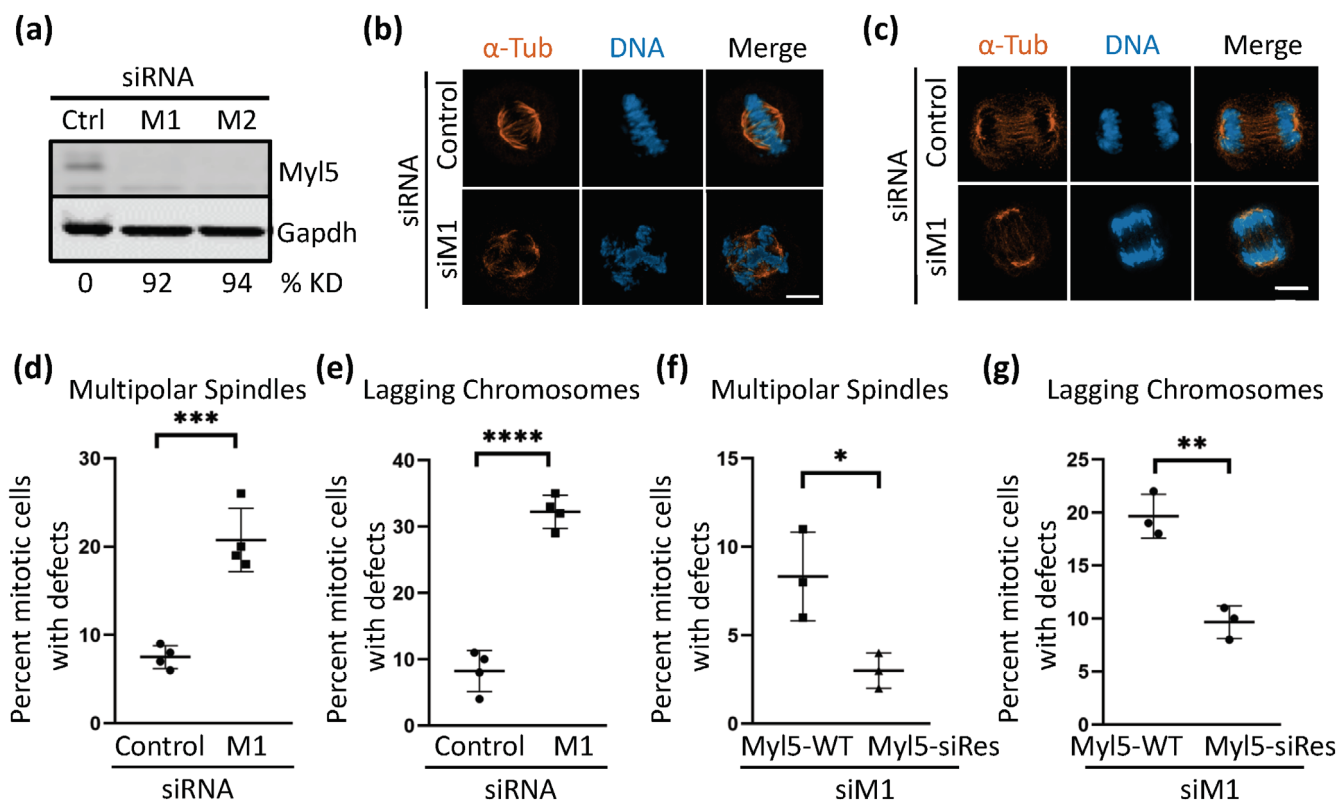 (a)
siRNA
Ctrl M1 M2
Myl5
Gapdh
0 92 94 % KD
(b)
α-Tub DNA Merge
siRNA
Control
siM1
(c)
α-Tub DNA Merge
siRNA
Control
siM1
(d)
Multipolar Spindles
***
Percent mitotic cells
with defects
30
20
10
0
Control M1
siRNA
(e)
Lagging Chromosomes
****
Percent mitotic cells
with defects
40
30
20
10
0
Control M1
siRNA
(f)
Multipolar Spindles
*
Percent mitotic cells
with defects
15
10
5
0
Myl5-WT Myl5-siRes
siM1
(g)
Lagging Chromosomes
**
Percent mitotic cells
with defects
25
20
15
10
5
0
Myl5-WT Myl5-siRes
siM1